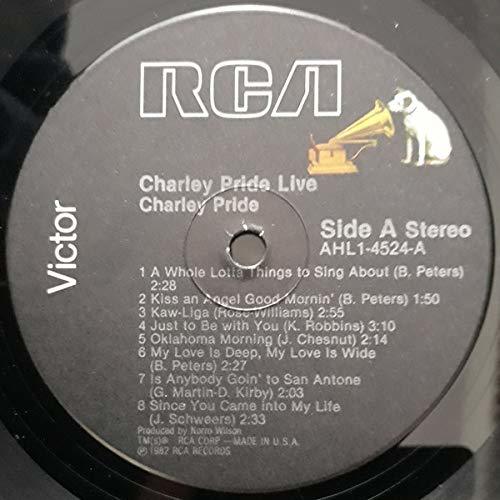 RCA
Victor
Charley Pride Live
Charley Pride
Side A Stereo
AHL1-4524-A
1 A Whole Lotta Things to Sing About (B. Peters)
2:28
2 Kiss an Angel Good Mornin' (B. Peters) 1:50
3 Kaw-Liga (Rose-Williams) 2:55
4 Just to Be with You (K. Robbins) 3:10
5 Oklahoma Morning (J. Chesnut) 2:14
6 My Love Is Deep, My Love Is Wide
(B. Peters) 2:27
7 Is Anybody Goin' to San Antone
(G. Martin-D. Kirby) 2:03
8 Since You Came into My Life
(J. Schweers) 2:33
Produced by Norro Wilson
TM(s)® RCA CORP — MADE IN U.S.A.
℗ 1982 RCA RECORDS